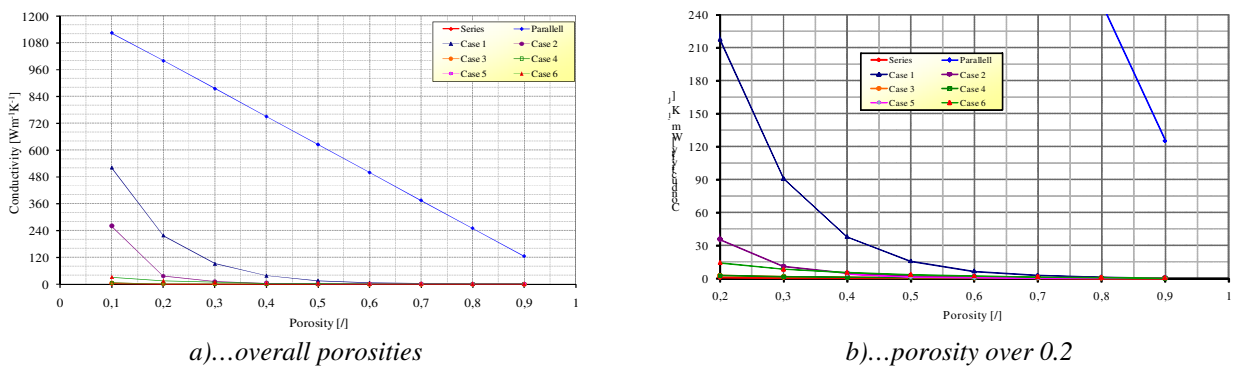 1200
1080
960
840
720
600
480
360
240
120
0
Conductivity [Wm⁻¹K⁻¹]
Series Parallell
Case 1 Case 2
Case 3 Case 4
Case 5 Case 6
0 0,1 0,2 0,3 0,4 0,5 0,6 0,7 0,8 0,9 1
Porosity [/]
a)...overall porosities
240
210
180
150
120
90
60
30
0
Series Parallell
Case 1 Case 2
Case 3 Case 4
Case 5 Case 6
0,2 0,3 0,4 0,5 0,6 0,7 0,8 0,9 1
Porosity [/]
b)...porosity over 0.2